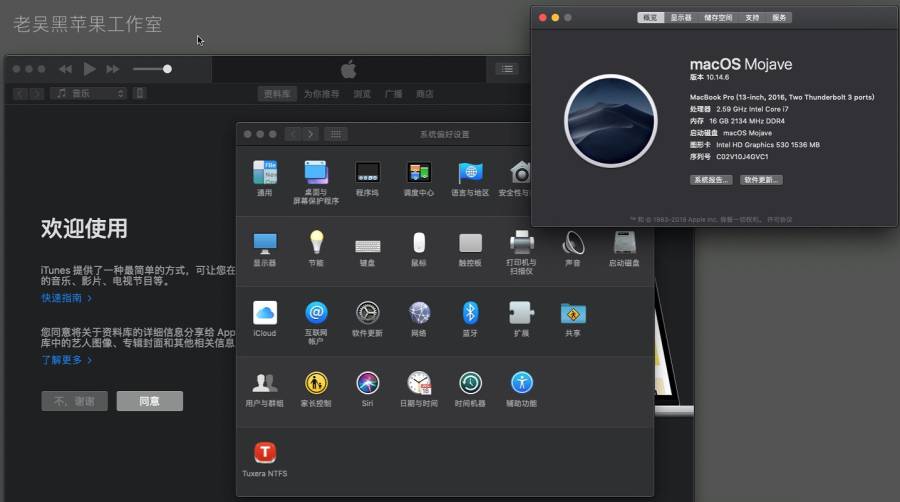 老吴黑苹果工作室
概览 显示器 储存空间 支持 服务
macOS Mojave
版本 10.14.6
MacBook Pro (13-inch, 2016, Two Thunderbolt 3 ports)
处理器 2.59 GHz Intel Core i7
内存 16 GB 2134 MHz DDR4
启动磁盘 macOS Mojave
图形卡 Intel HD Graphics 530 1536 MB
序列号 C02V10J4GVC1
系统报告... 软件更新...
™ 和 © 1983-2019 Apple Inc. 保留一切权利。 许可协议
音乐
资料库 为你推荐 浏览 广播 商店
欢迎使用
iTunes 提供了一种最简单的方式，可让您在
的音乐、影片、电视节目等。
快速指南 >
您同意将关于资料库的详细信息分享给 App
库中的艺人图像、专辑封面和其他相关信息
了解更多 >
不，谢谢 同意
系统偏好设置
通用 桌面与
屏幕保护程序 程序坞 调度中心 语言与地区 安全性与
显示器 节能 键盘 鼠标 触控板 打印机与
扫描仪 声音 启动磁盘
iCloud 互联网
帐户 软件更新 网络 蓝牙 扩展 共享
用户与群组 家长控制 Siri 日期与时间 时间机器 辅助功能
Tuxera NTFS